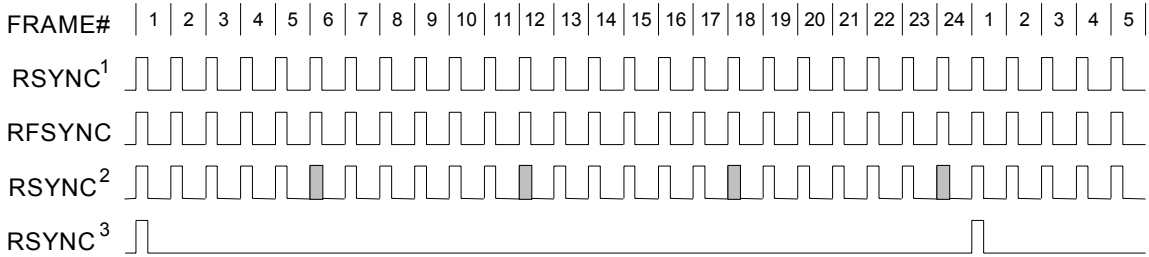 FRAME# 1 2 3 4 5 6 7 8 9 10 11 12 13 14 15 16 17 18 19 20 21 22 23 24 1 2 3 4 5
RSYNC1
RFSYNC
RSYNC2
RSYNC3